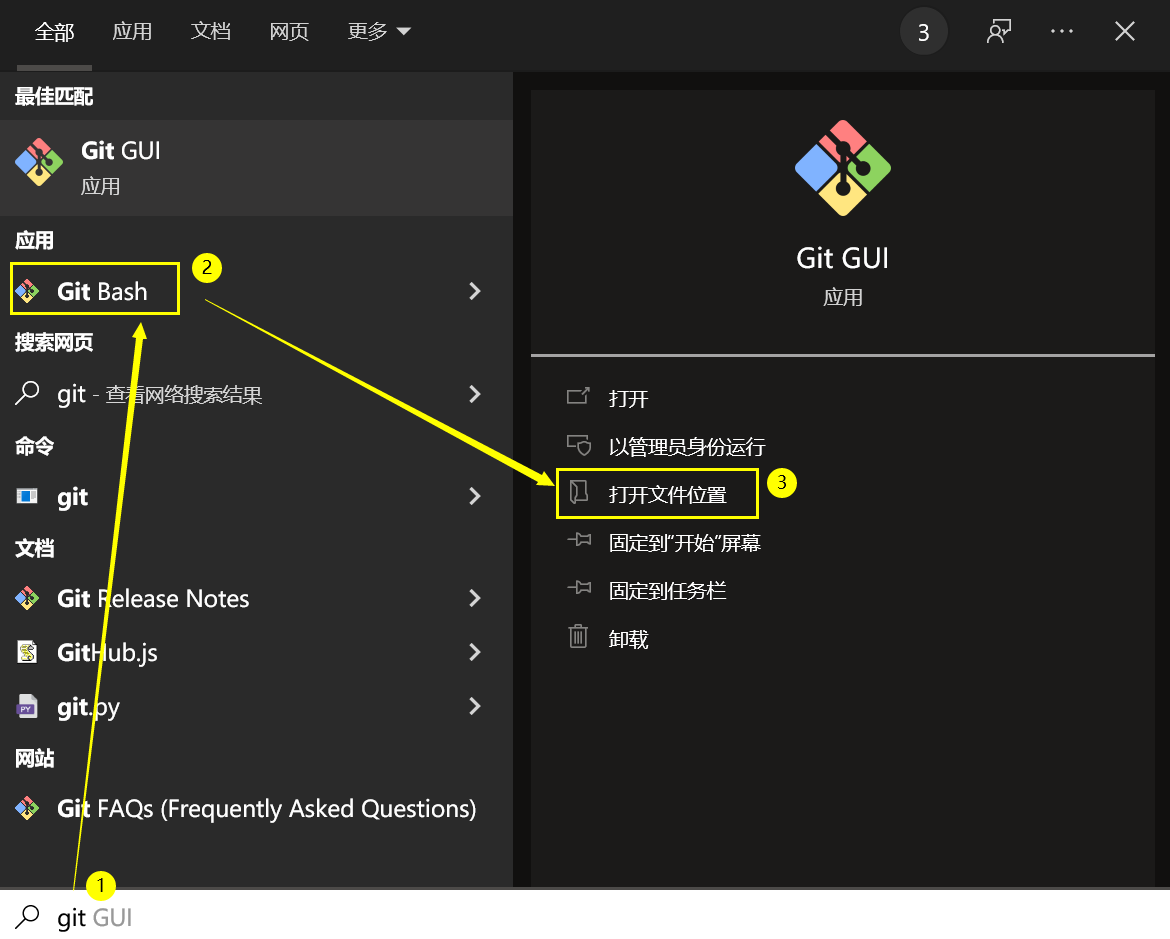 全部 应用 文档 网页 更多 3
最佳匹配
Git GUI
应用
应用
Git Bash
2
搜索网页
git - 查看网络搜索结果
命令
git
文档
Git Release Notes
GitHub.js
PY
git.py
网站
Git FAQs (Frequently Asked Questions)
1
git GUI
Git GUI
应用
打开
以管理员身份运行
打开文件位置
3
固定到"开始"屏幕
固定到任务栏
卸载